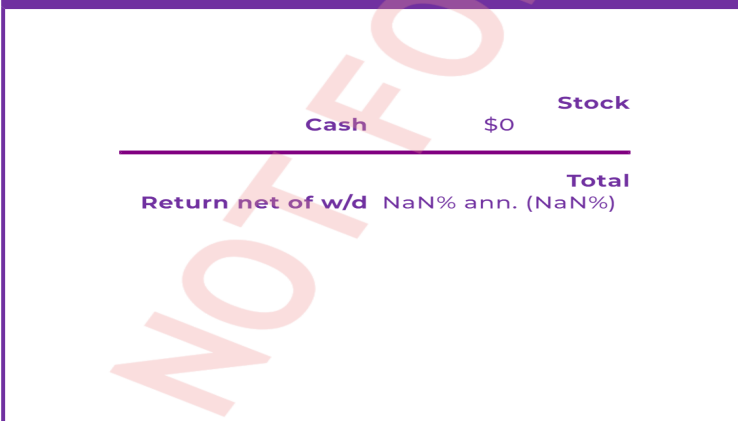 Stock
Cash $0
Total
Return net of w/d NaN% ann. (NaN%)
NOT FO